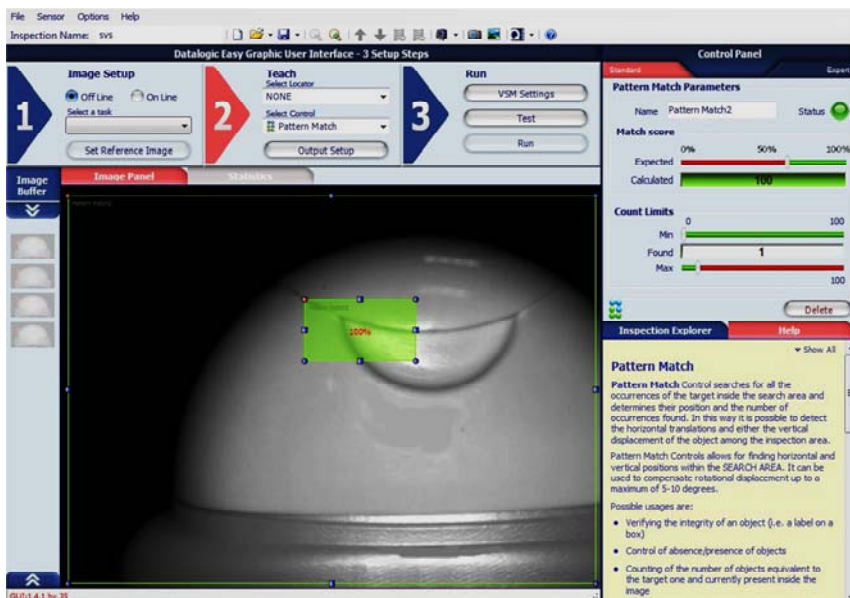 File Sensor Options Help
Inspection Name: svs
Datalogic Easy Graphic User Interface - 3 Setup Steps
1
Image Setup
Off Line On Line
Select a task
Set Reference Image
2
Teach
Select Locator
NONE
Select Control
Pattern Match
Output Setup
3
Run
VSM Settings
Test
Run
Control Panel
Standard Expert
Pattern Match Parameters
Name Pattern Match2 Status
Match score
0% 50% 100%
Expected
Calculated 100
Count Limits
0 100
Min
Found 1
Max
100
Delete
Image Buffer
Image Panel Statistics
100%
Inspection Explorer Help
Show All
Pattern Match
Pattern Match Control searches for all the
occurrences of the target inside the search area and
determines their position and the number of
occurrences found. In this way it is possible to detect
the horizontal translations and either the vertical
displacement of the object among the inspection area.
Pattern Match Controls allows for finding horizontal and
vertical positions within the SEARCH AREA. It can be
used to compensate rotational displacement up to a
maximum of 5-10 degrees.
Possible usages are:
• Verifying the integrity of an object (i.e. a label on a
box)
• Control of absence/presence of objects
• Counting of the number of objects equivalent to
the target one and currently present inside the
image